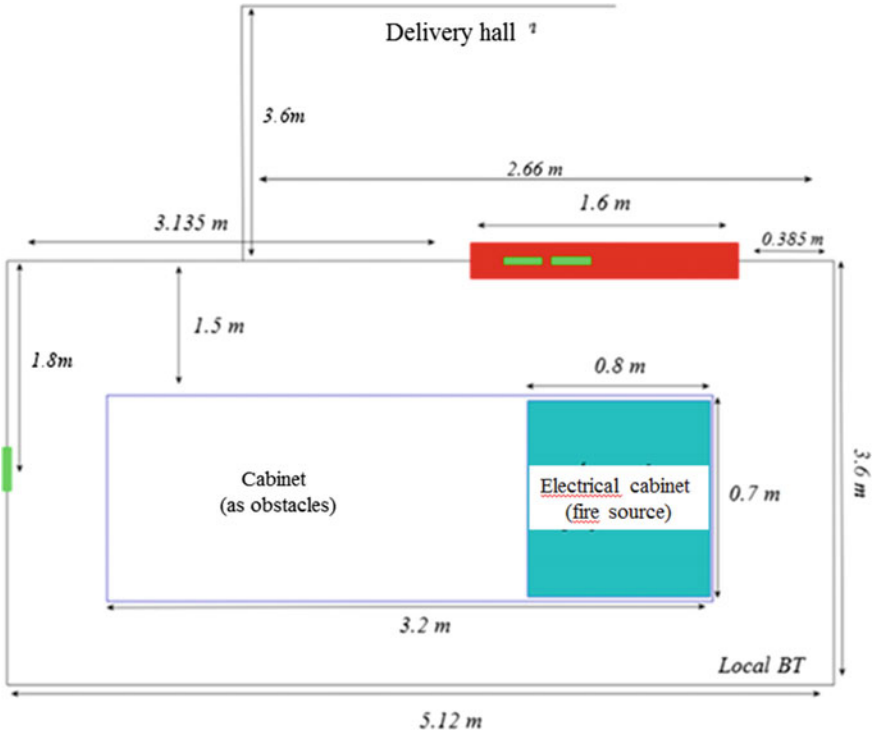 Delivery hall
3.6m
2.66 m
1.6 m
3.135 m
0.385 m
1.5 m
1.8m
0.8 m
Cabinet
(as obstacles)
Electrical cabinet
(fire source)
0.7 m
3.6 m
3.2 m
Local BT
5.12 m